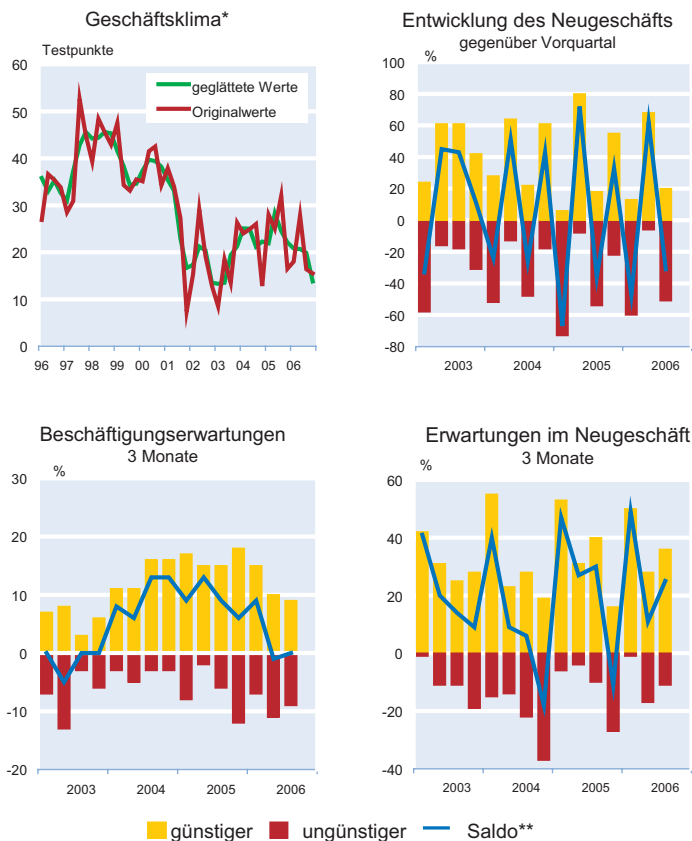 Geschäftsklima*
Testpunkte
60
50
40
30
20
10
0
geglättete Werte
Originalwerte
96 97 98 99 00 01 02 03 04 05 06
Entwicklung des Neugeschäfts
gegenüber Vorquartal
%
100
80
60
40
20
0
-20
-40
-60
-80
2003 2004 2005 2006
Beschäftigungserwartungen
3 Monate
%
30
20
10
0
-10
-20
2003 2004 2005 2006
Erwartungen im Neugeschäft
3 Monate
%
60
40
20
0
-20
-40
2003 2004 2005 2006
günstiger ungünstiger Saldo**